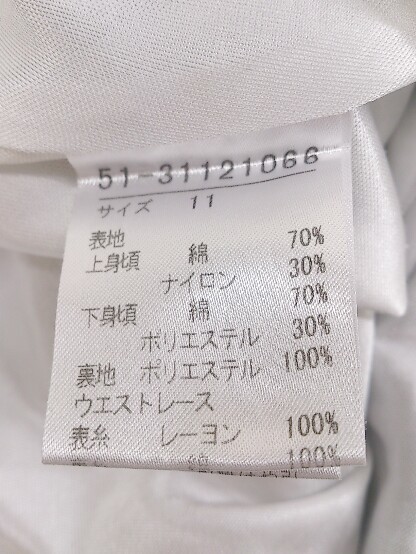 51-31121066
サイズ 11
表地
上身頃 綿 70%
ナイロン 30%
下身頃 綿 70%
ポリエステル 30%
裏地 ポリエステル 100%
ウエストレース
表糸 レーヨン 100%
綿 100%